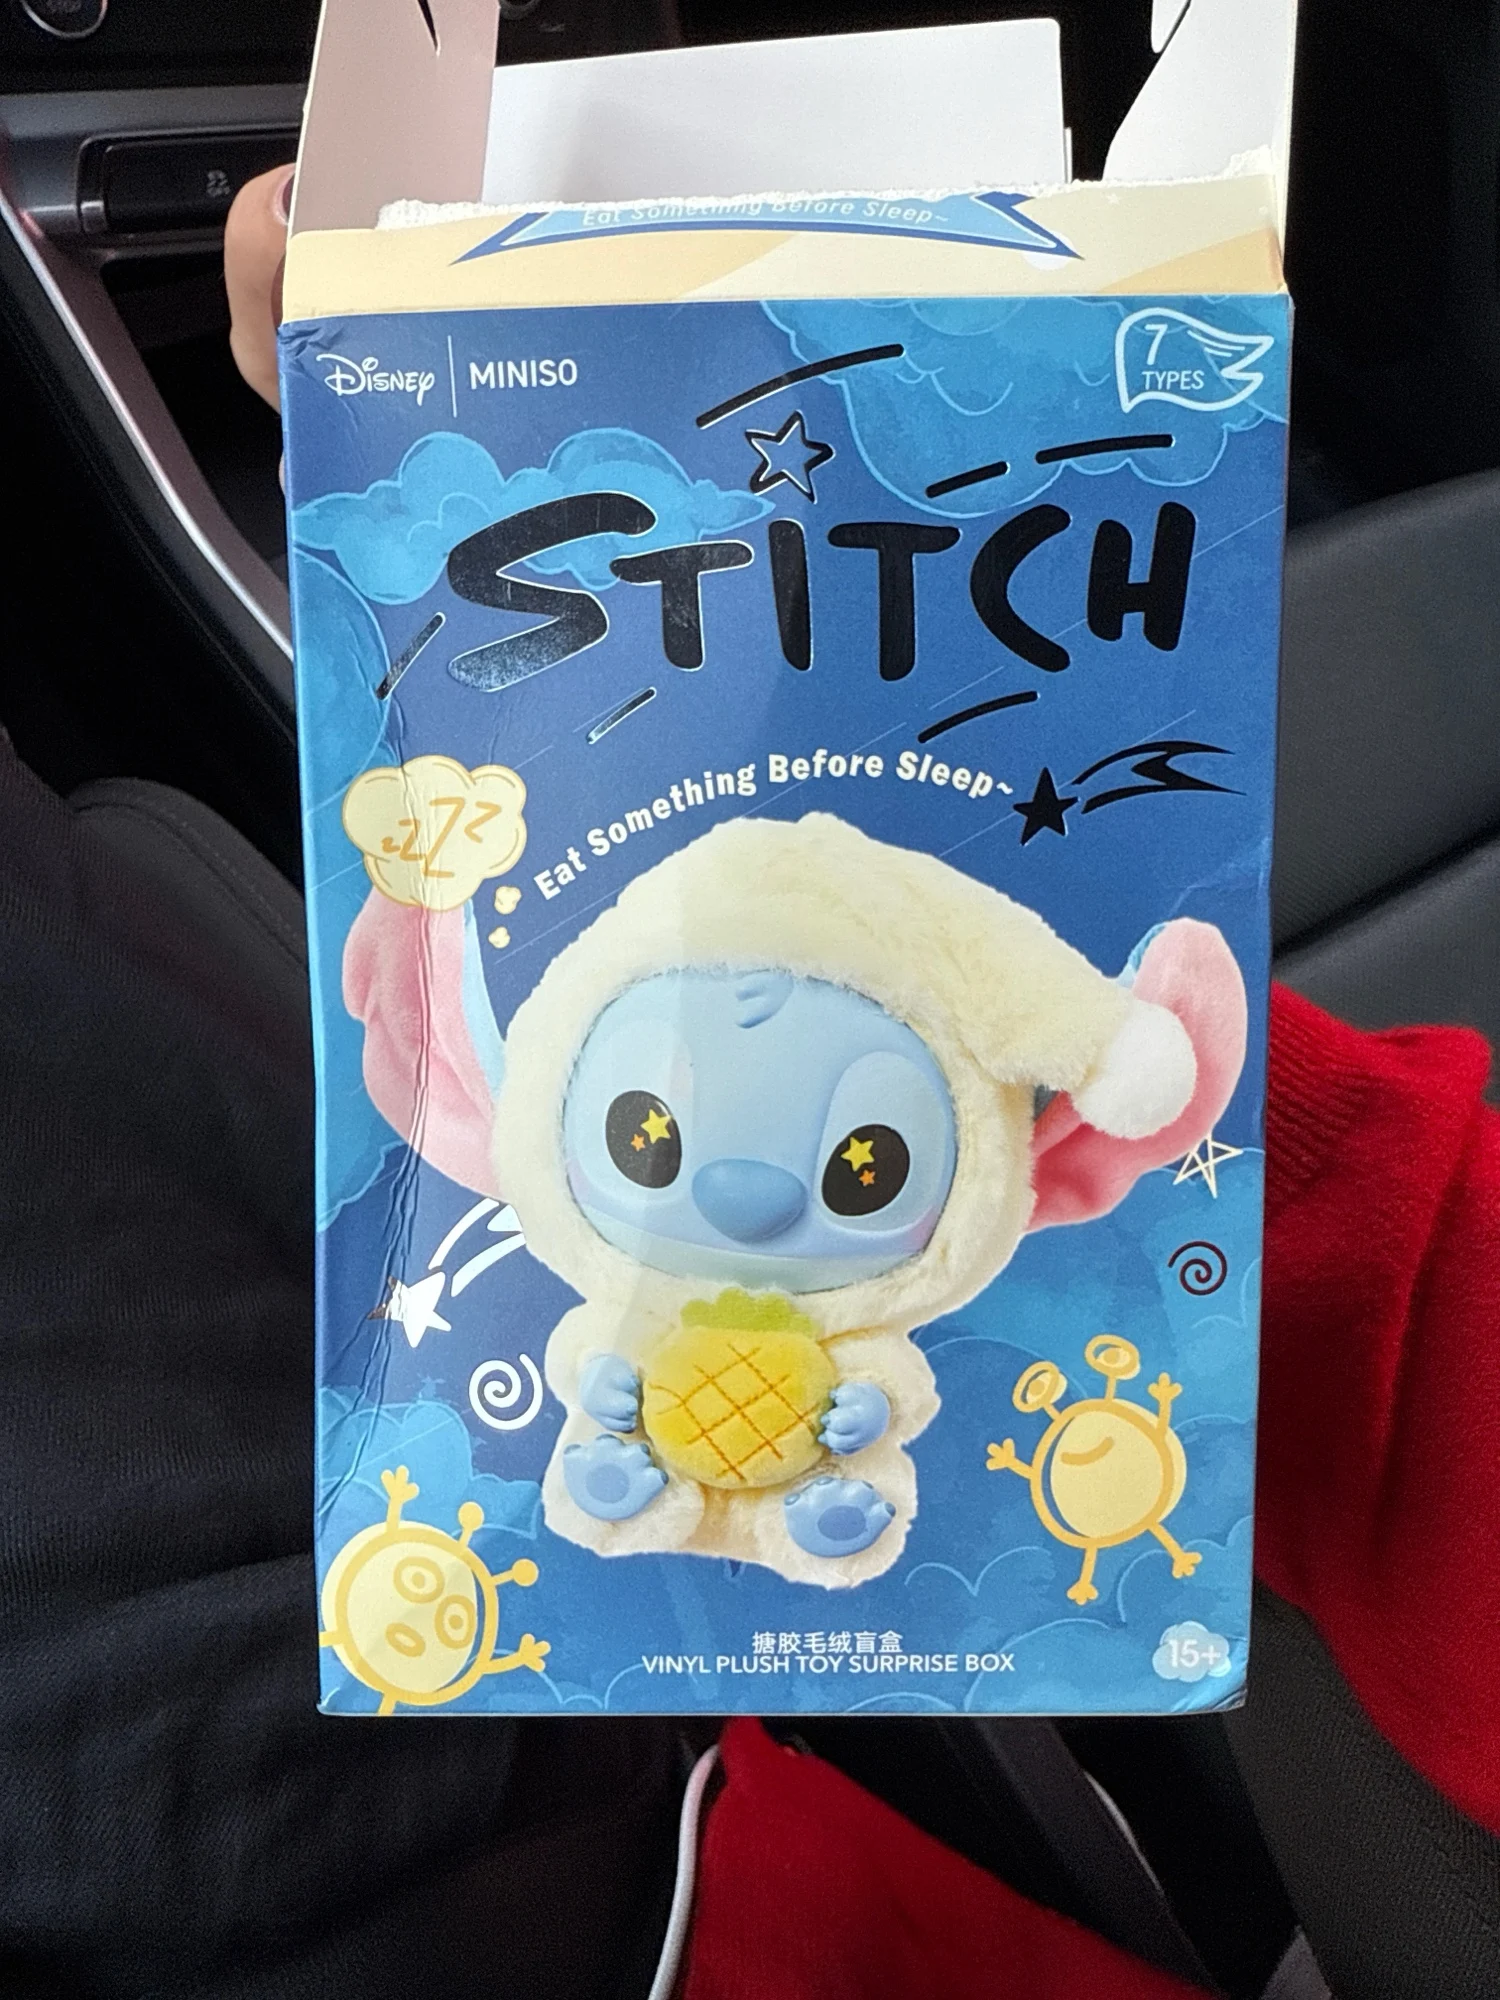 Eat Something Before Sleep~
Disney | MINISO
7
TYPES
STITCH
Eat Something Before Sleep~
zZz
搪胶毛绒盲盒
VINYL PLUSH TOY SURPRISE BOX
15+